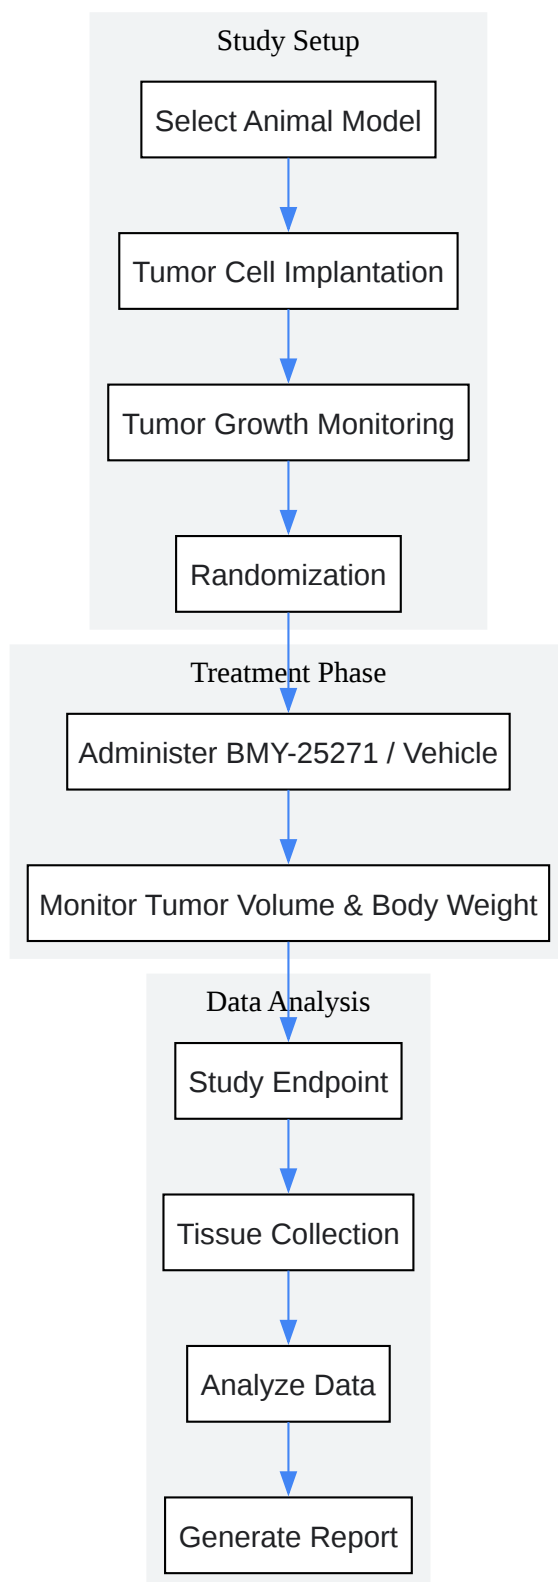 Study Setup
Select Animal Model
Tumor Cell Implantation
Tumor Growth Monitoring
Randomization
Treatment Phase
Administer BMY-25271 / Vehicle
Monitor Tumor Volume & Body Weight
Data Analysis
Study Endpoint
Tissue Collection
Analyze Data
Generate Report